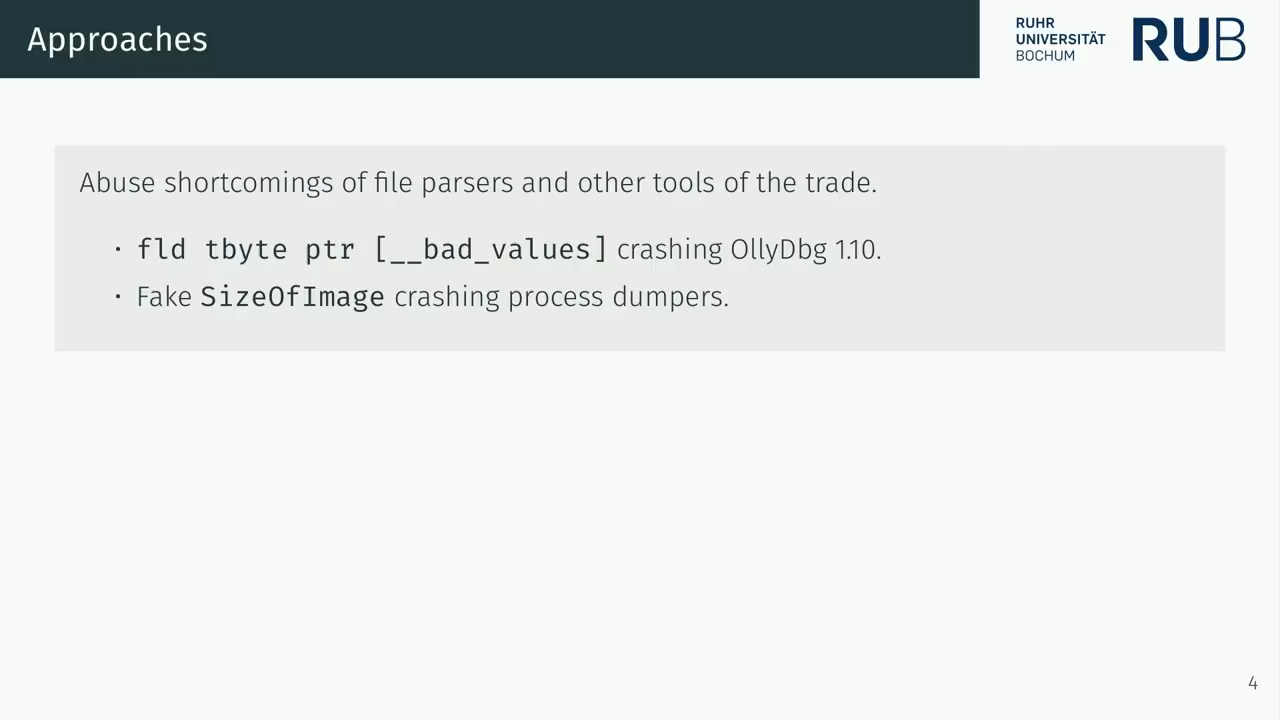 Approaches
RUHR
UNIVERSITÄT
BOCHUM
RUB
Abuse shortcomings of file parsers and other tools of the trade.
· fld tbyte ptr [__bad_values] crashing OllyDbg 1.10.
· Fake SizeOfImage crashing process dumpers.
4